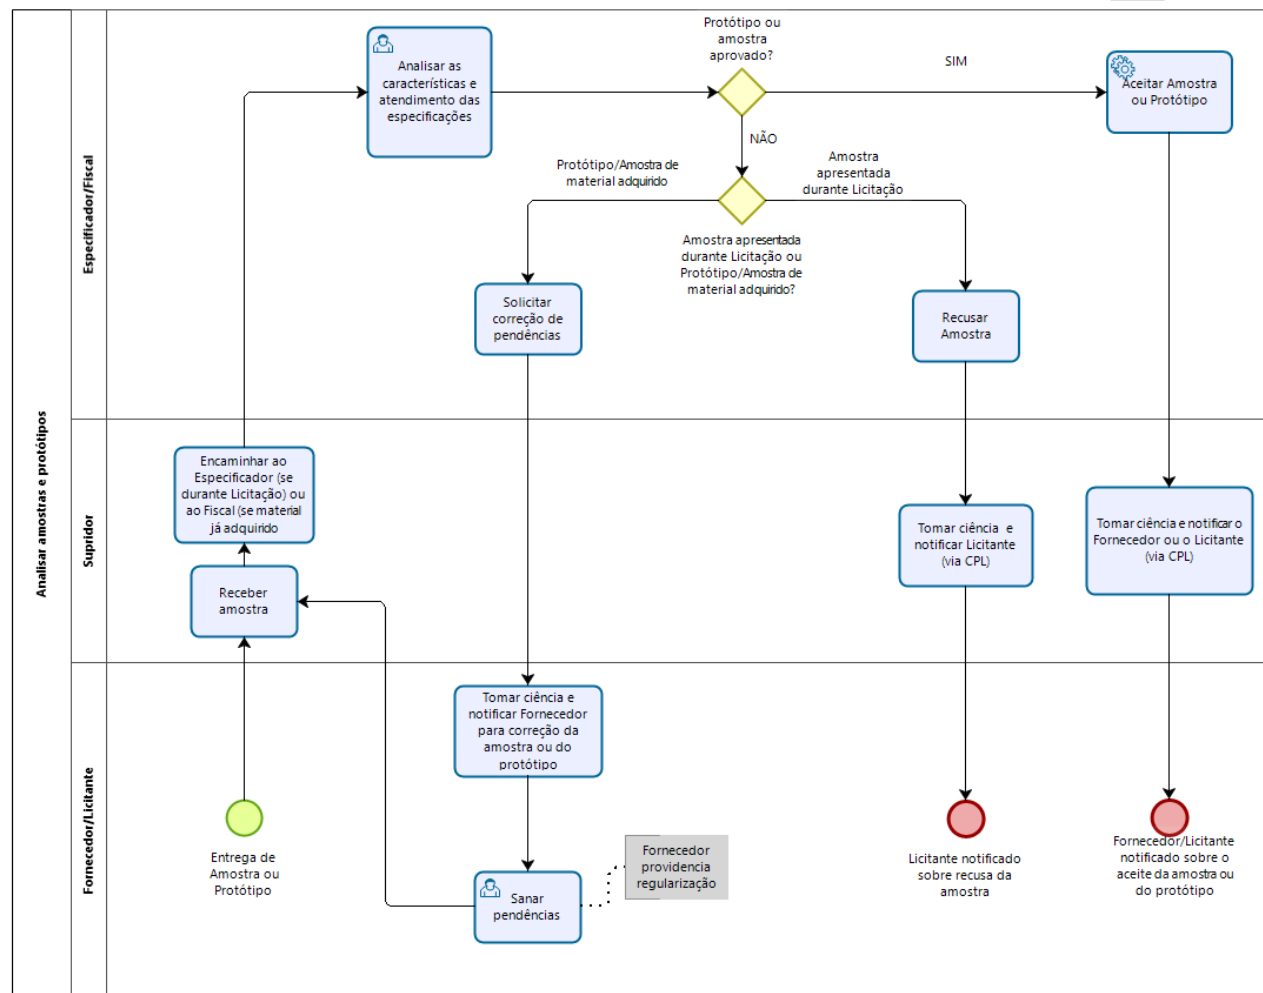 Analisar amostras e protótipos
Especificador/Fiscal
Analisar as
características e
atendimento das
especificações
Protótipo ou
amostra
aprovado?
SIM
Aceitar Amostra
ou Protótipo
NÃO
Protótipo/Amostra de
material adquirido
Amostra
apresentada
durante Licitação
Amostra apresentada
durante Licitação ou
Protótipo/Amostra de
material adquirido?
Solicitar
correção de
pendências
Recusar
Amostra
Supridor
Encaminhar ao
Especificador (se
durante Licitação) ou
ao Fiscal (se material
já adquirido
Receber
amostra
Tomar ciência e
notificar Licitante
(via CPL)
Tomar ciência e notificar o
Fornecedor ou o Licitante
(via CPL)
Fornecedor/Licitante
Tomar ciência e
notificar Fornecedor
para correção da
amostra ou do
protótipo
Entrega de
Amostra ou
Protótipo
Fornecedor
providencia
regularização
Sanar
pendências
Licitante notificado
sobre recusa da
amostra
Fornecedor/Licitante
notificado sobre o
aceite da amostra ou
do protótipo